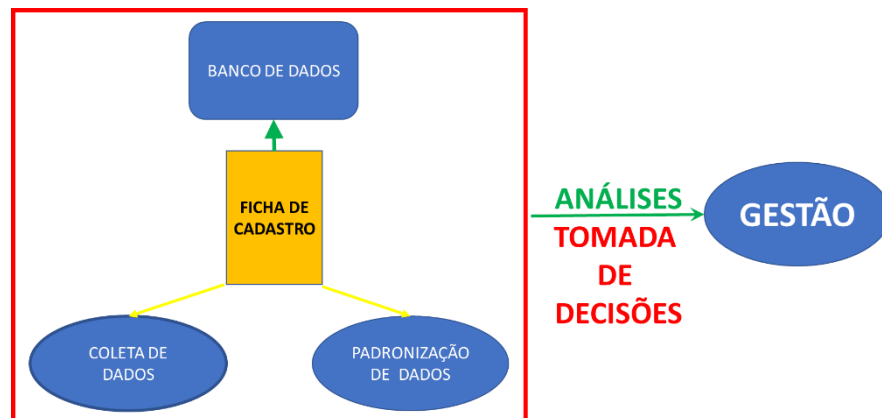 BANCO DE DADOS
FICHA DE
CADASTRO
COLETA DE
DADOS
PADRONIZAÇÃO
DE DADOS
ANÁLISES
TOMADA
DE
DECISÕES
GESTÃO